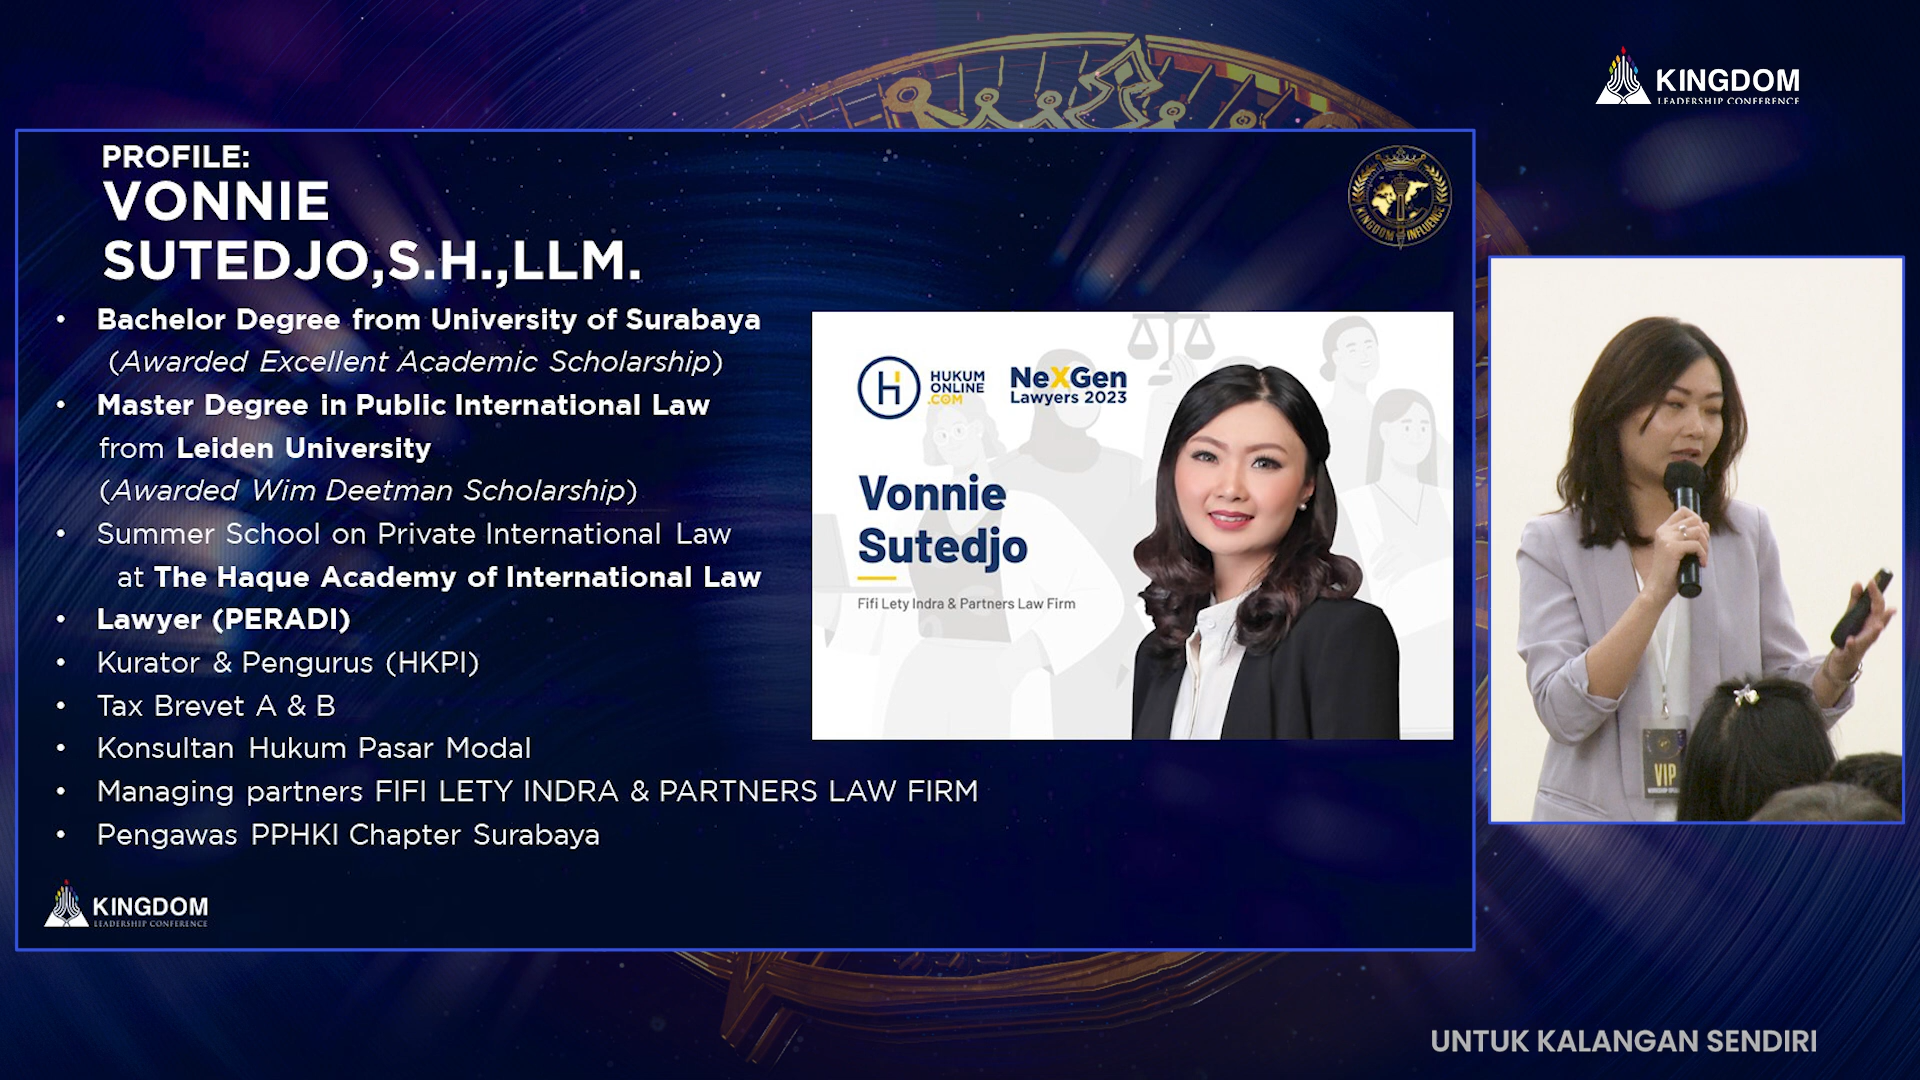 KINGDOM
LEADERSHIP CONFERENCE
PROFILE:
VONNIE
SUTEDJO,S.H.,LLM.
KINGDOM INFLUENCE
• Bachelor Degree from University of Surabaya
(Awarded Excellent Academic Scholarship)
• Master Degree in Public International Law
from Leiden University
(Awarded Wim Deetman Scholarship)
• Summer School on Private International Law
at The Haque Academy of International Law
• Lawyer (PERADI)
• Kurator & Pengurus (HKPI)
• Tax Brevet A & B
• Konsultan Hukum Pasar Modal
• Managing partners FIFI LETY INDRA & PARTNERS LAW FIRM
• Pengawas PPHKI Chapter Surabaya
H HUKUM
ONLINE
.COM
NeXGen
Lawyers 2023
Vonnie
Sutedjo
Fifi Lety Indra & Partners Law Firm
VIP
KINGDOM
LEADERSHIP CONFERENCE
UNTUK KALANGAN SENDIRI